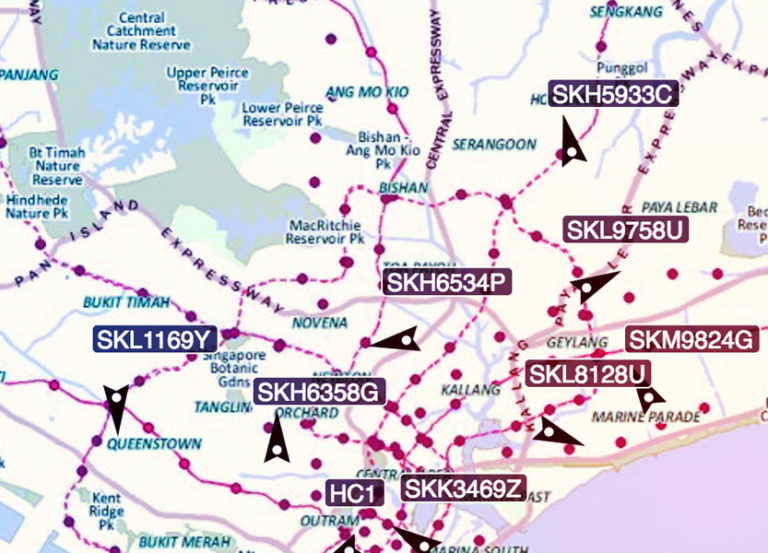 SENGKANG
Central
Catchment
Nature Reserve
PANJANG
Upper Peirce
Reservoir
Pk
Punggol
ANG MO KIO
SKH5933C
Lower Peirce
Reservoir Pk
CENTRAL EXPRESSWAY
Bishan -
Ang Mo Kio
Pk
SERANGOON
Bt Timah
Nature
Reserve
BISHAN
Hindhede
Nature Pk
PAYA LEBAR
MacRitchie
Reservoir Pk
SKL9758U
PAN ISLAND EXPRESSWAY
SKH6534P
BUKIT TIMAH
NOVENA
SKL1169Y
GEYLANG
SKM9824G
Singapore
Botanic
Gdns
SKL8128U
SKH6358G
KALLANG
TANGLIN
ORCHARD
MARINE PARADE
QUEENSTOWN
HC1
SKK3469Z
Kent
Ridge
Pk
OUTRAM
BUKIT MERAH
MARINA SOUTH